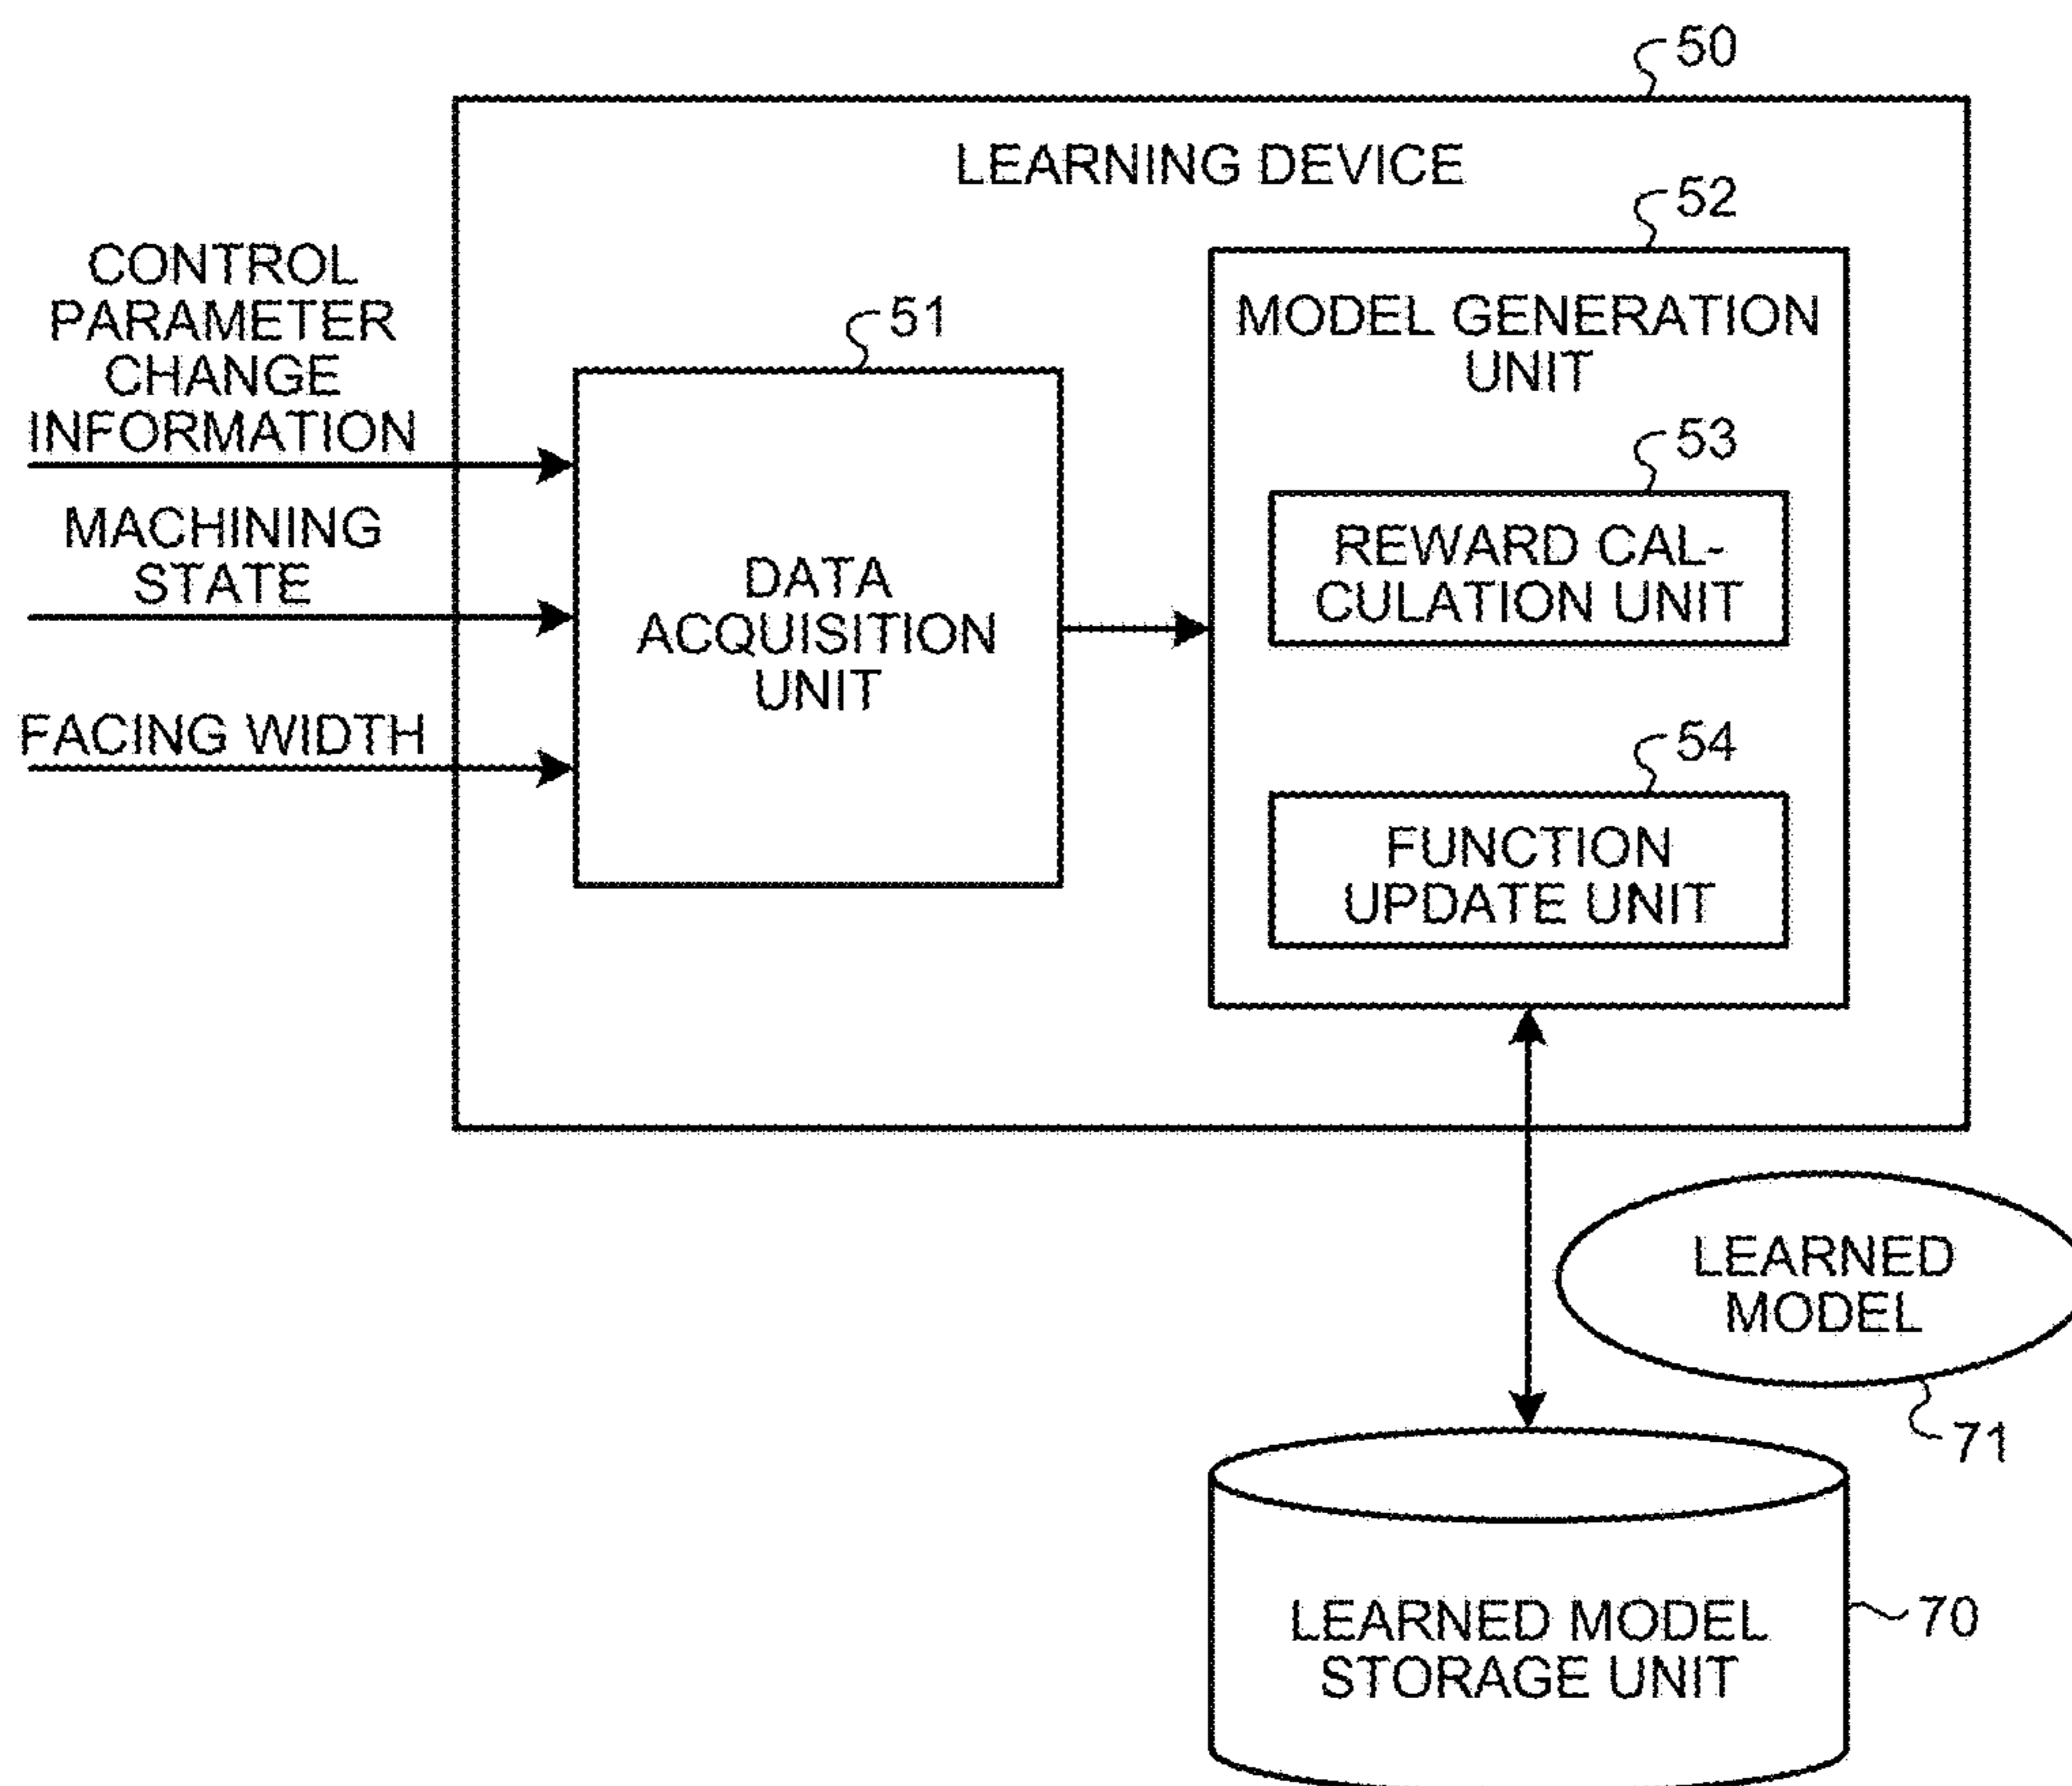 50
LEARNING DEVICE
52
CONTROL
PARAMETER
CHANGE
INFORMATION
MACHINING
STATE
FACING WIDTH
51
DATA
ACQUISITION
UNIT
MODEL GENERATION
UNIT
53
REWARD CAL-
CULATION UNIT
54
FUNCTION
UPDATE UNIT
LEARNED
MODEL
71
LEARNED MODEL
STORAGE UNIT
70